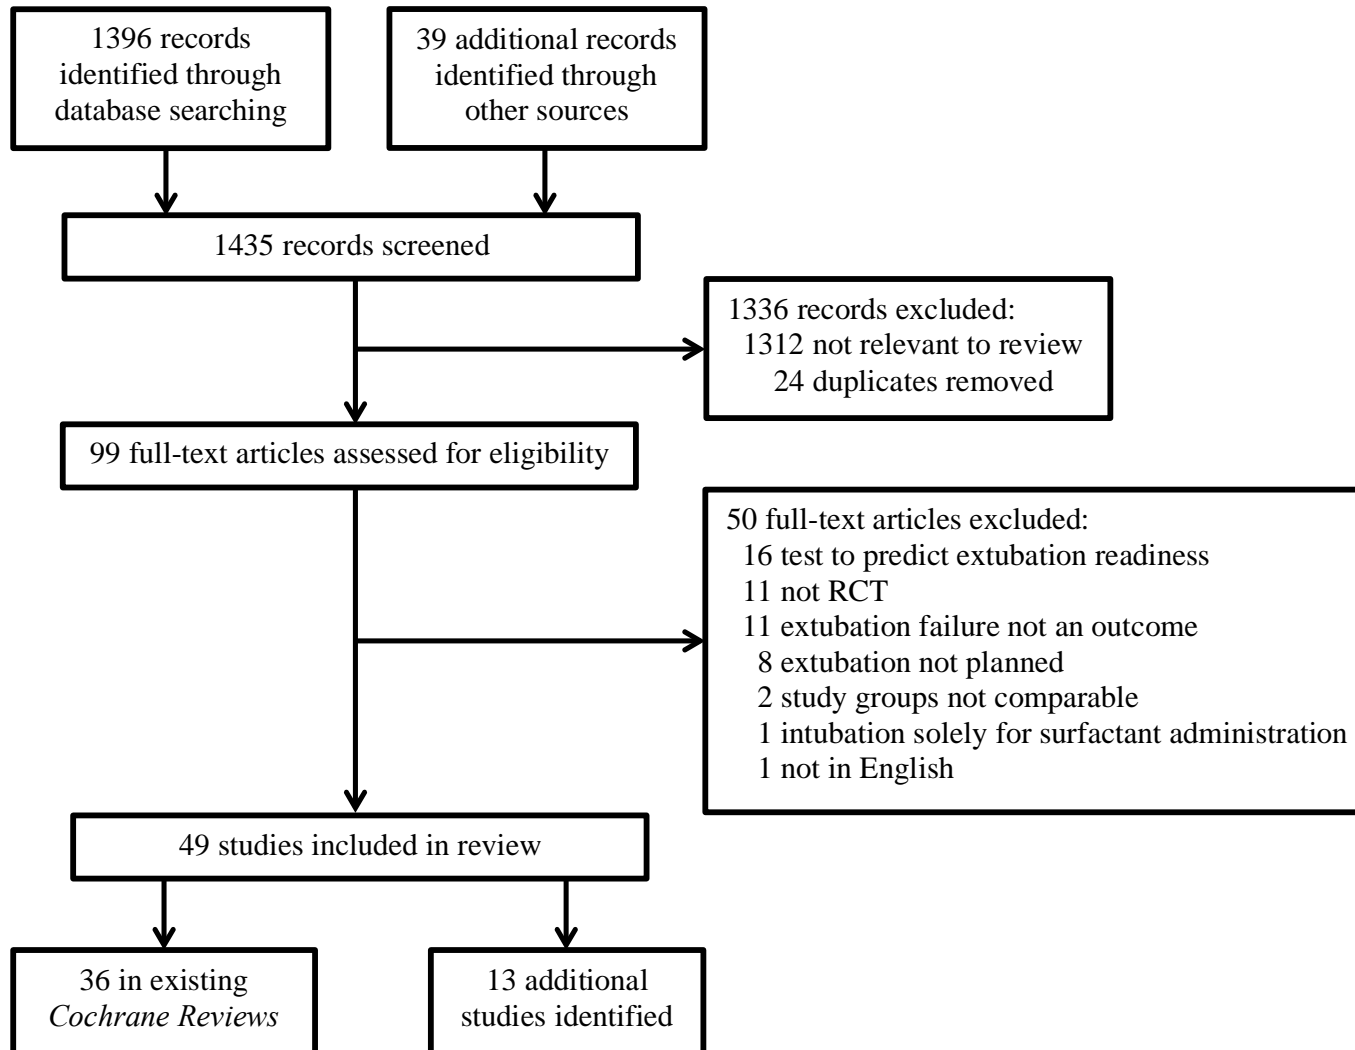 1396 records
identified through
database searching
39 additional records
identified through
other sources
1435 records screened
1336 records excluded:
1312 not relevant to review
24 duplicates removed
99 full-text articles assessed for eligibility
50 full-text articles excluded:
16 test to predict extubation readiness
11 not RCT
11 extubation failure not an outcome
8 extubation not planned
2 study groups not comparable
1 intubation solely for surfactant administration
1 not in English
49 studies included in review
36 in existing
Cochrane Reviews
13 additional
studies identified